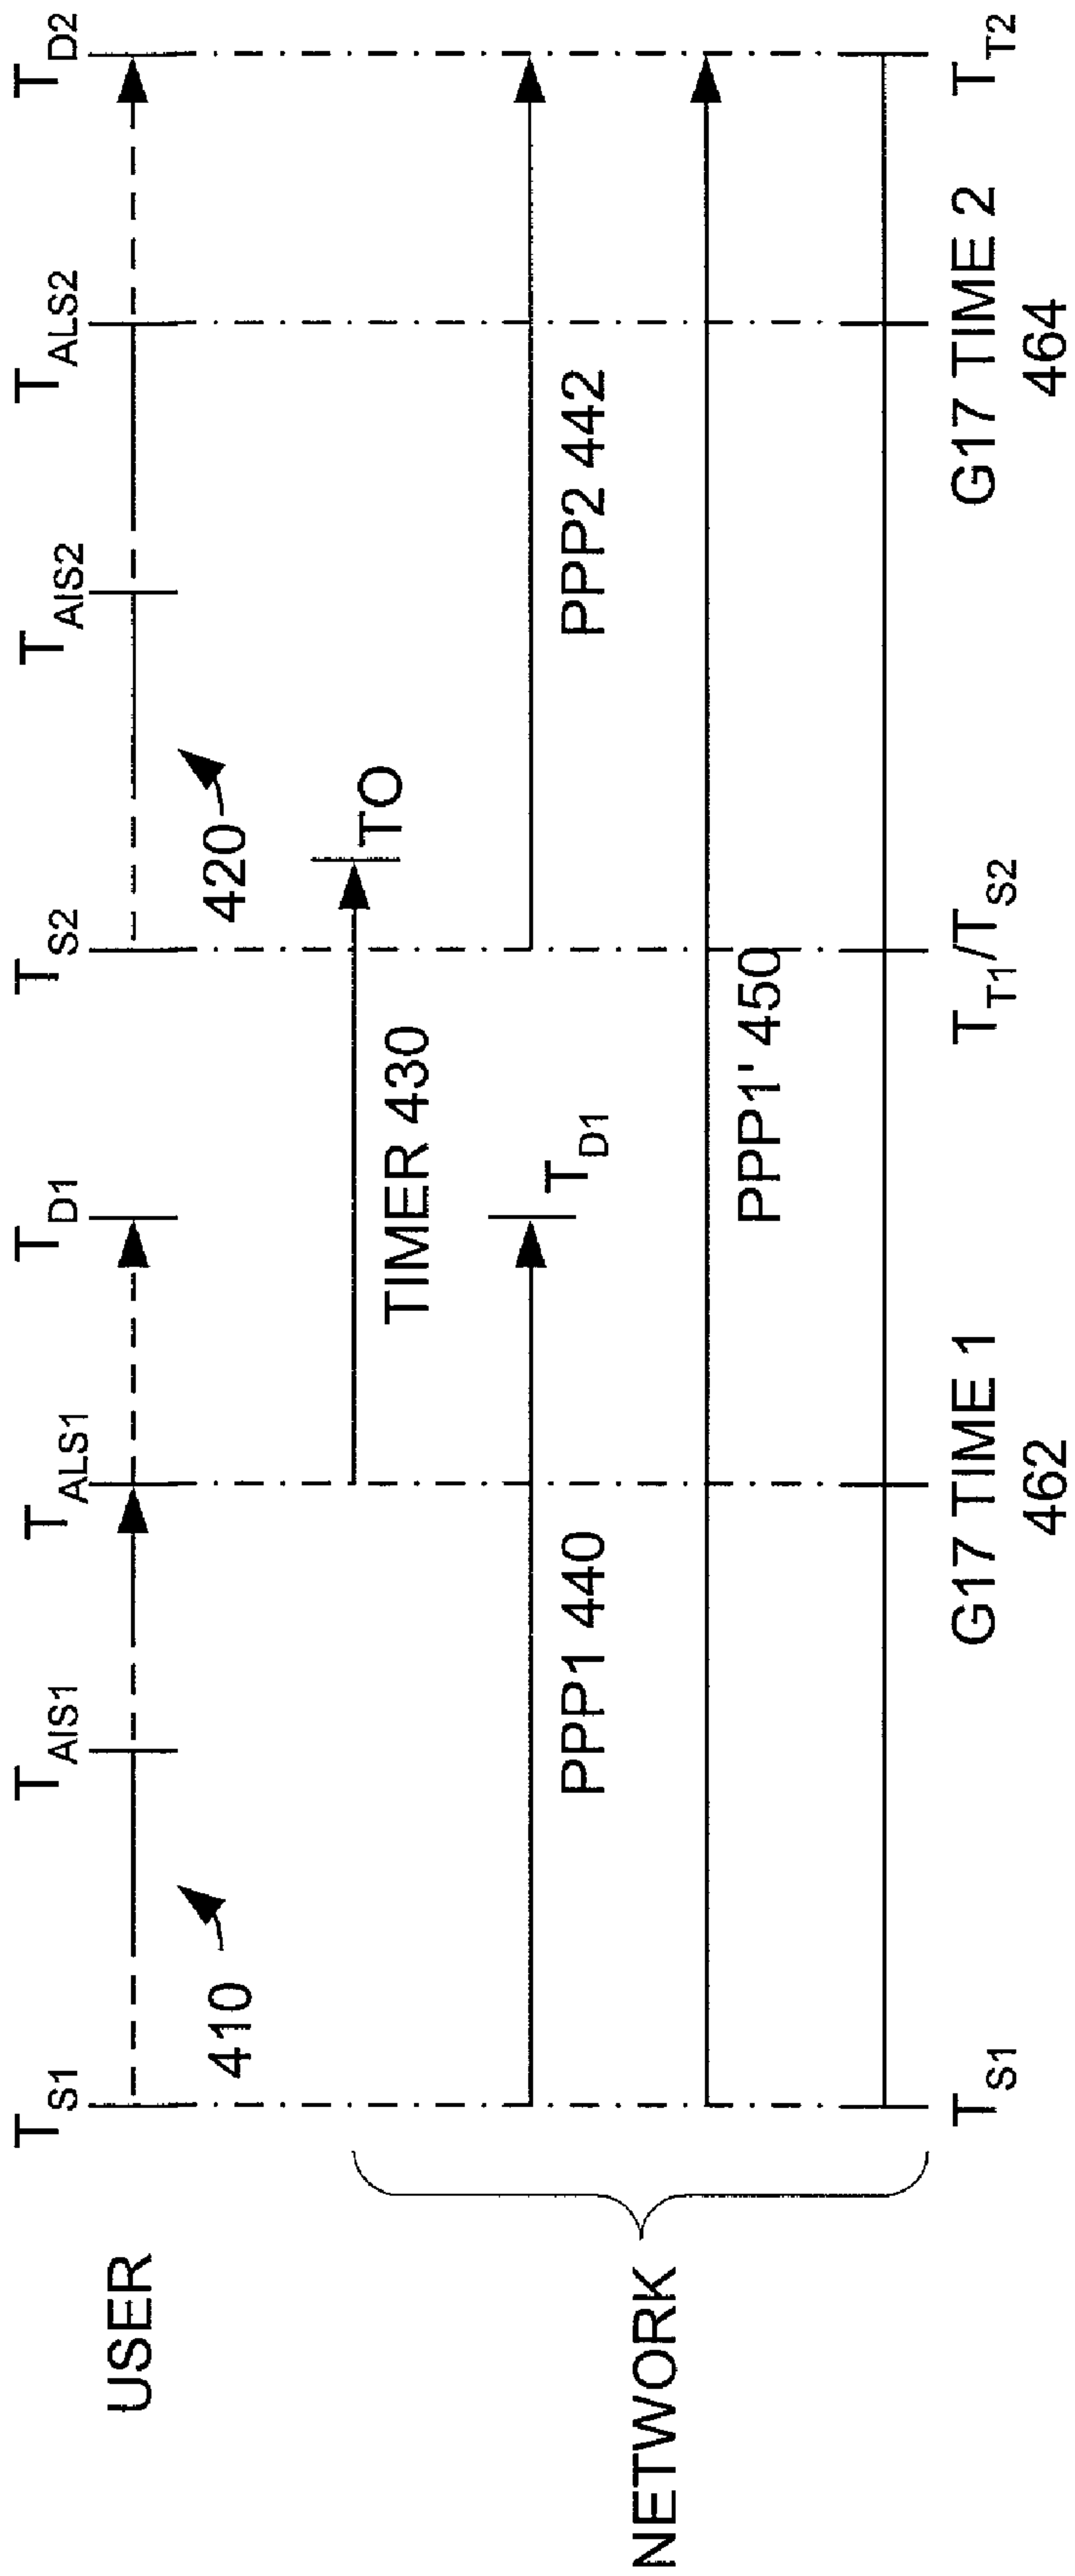 T_S1 T_AIS1 T_ALS1 T_D1 T_S2 T_AIS2 T_ALS2 T_D2
USER
410
420
TO
TIMER 430
T_D1
PPP1 440
PPP2 442
NETWORK
PPP1' 450
T_S1
T_T1/T_S2
T_T2
G17 TIME 1
462
G17 TIME 2
464